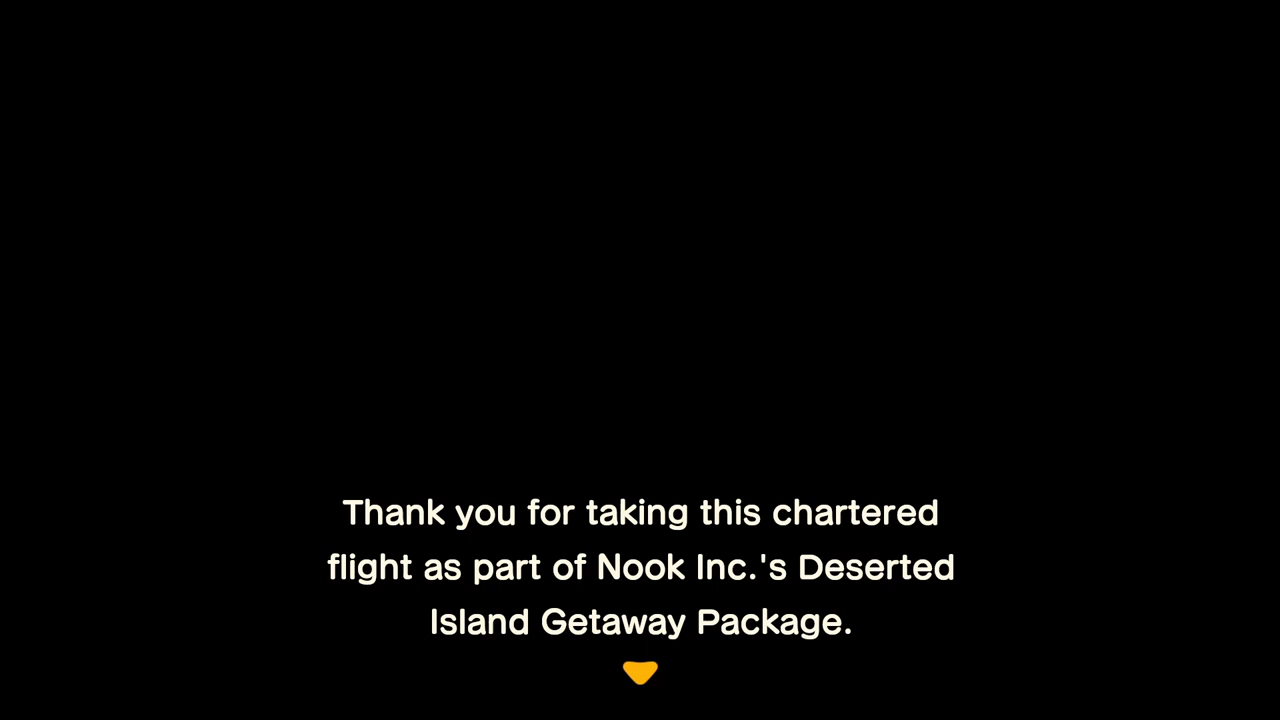 Thank you for taking this chartered
flight as part of Nook Inc.'s Deserted
Island Getaway Package.